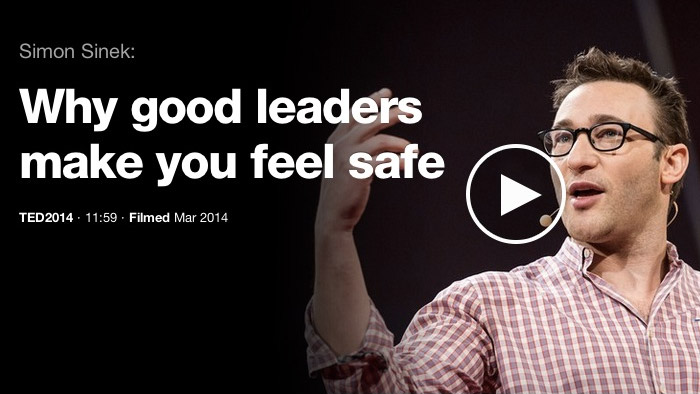 Simon Sinek:
Why good leaders
make you feel safe
TED2014 · 11:59 · Filmed Mar 2014